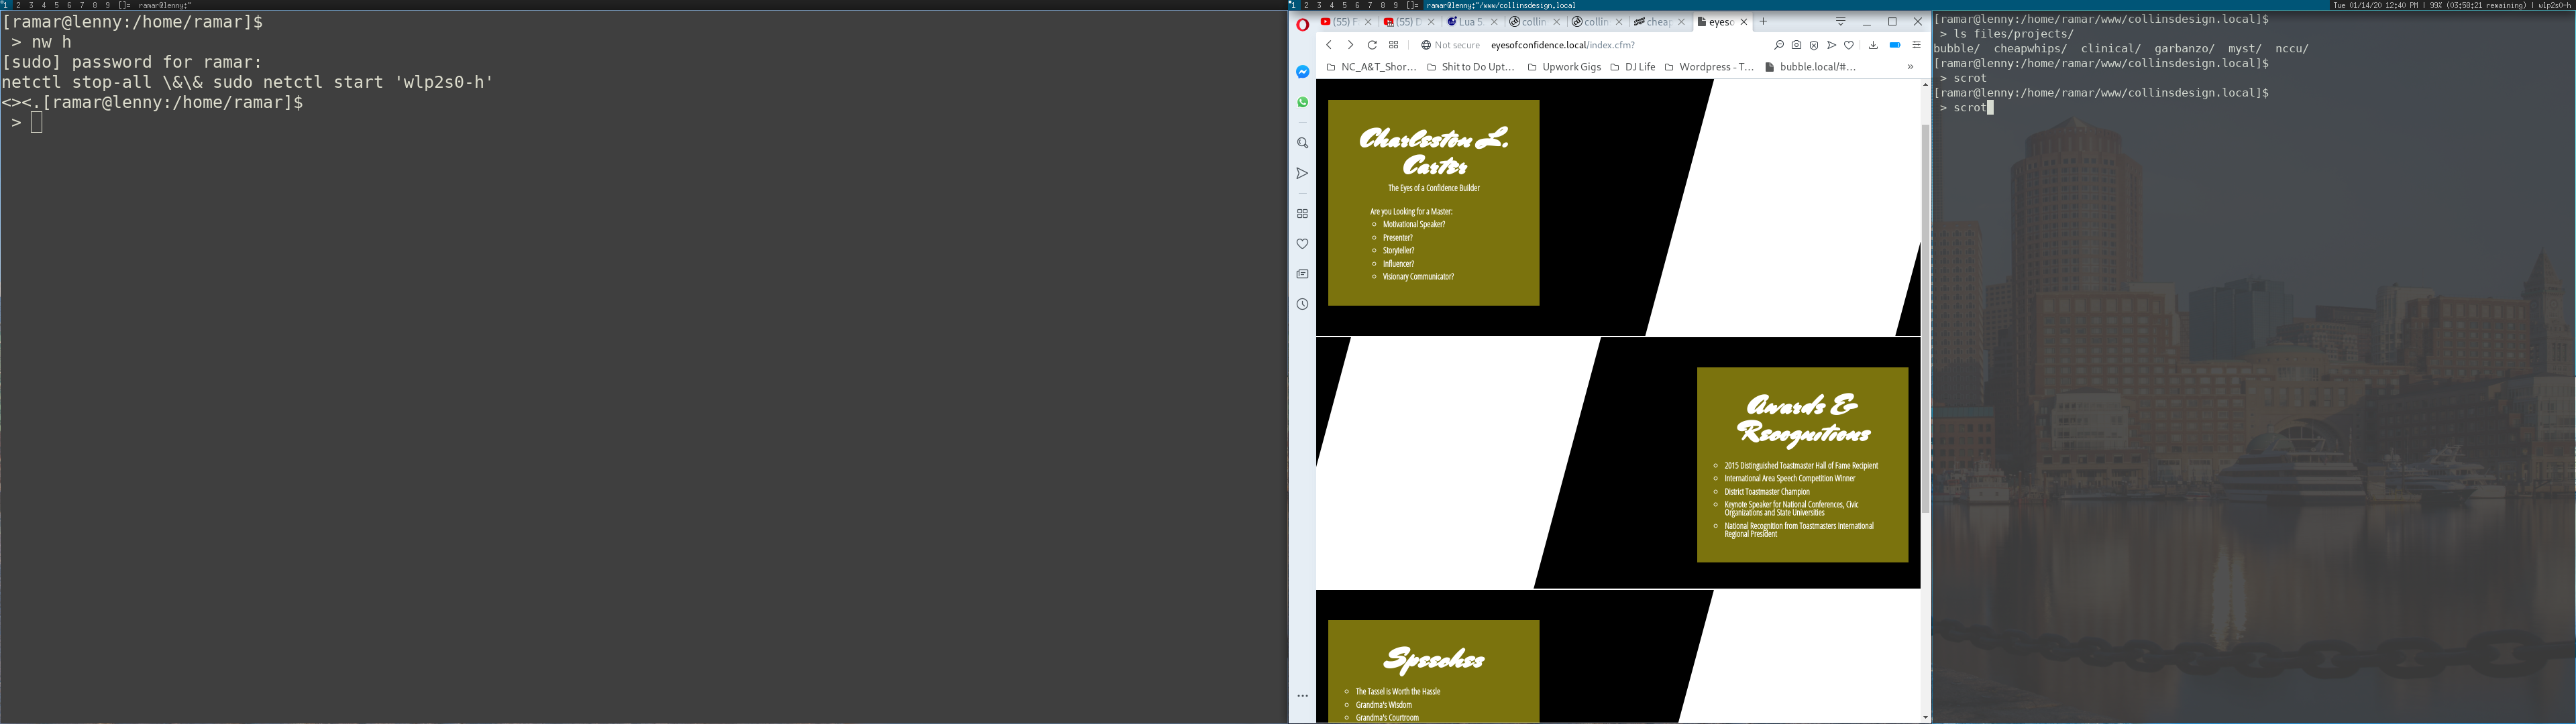 1 2 3 4 5 6 7 8 9 []= ramar@lenny:~
[ramar@lenny:/home/ramar]$
> nw h
[sudo] password for ramar:
netctl stop-all \&\& sudo netctl start 'wlp2s0-h'
<><.[ramar@lenny:/home/ramar]$
>
1 2 3 4 5 6 7 8 9 []= ramar@lenny:~/www/collinsdesign.local
Tue 01/14/20 12:40 PM | 99% (03:58:21 remaining) | wlp2s0-h
(55) F
(55) D
Lua 5.
collin
collin
cheap
eyeso
Not secure eyesofconfidence.local/index.cfm?
NC_A&T_Shor... Shit to Do Upt... Upwork Gigs DJ Life Wordpress - T... bubble.local/#... »
Charleston L.
Carter
The Eyes of a Confidence Builder
Are you Looking for a Master:
Motivational Speaker?
Presenter?
Storyteller?
Influencer?
Visionary Communicator?
Awards &
Recognitions
2015 Distinguished Toastmaster Hall of Fame Recipient
International Area Speech Competition Winner
District Toastmaster Champion
Keynote Speaker for National Conferences, Civic
Organizations and State Universities
National Recognition from Toastmasters International
Regional President
Speeches
The Tassel is Worth the Hassle
Grandma's Wisdom
Grandma's Courtroom
[ramar@lenny:/home/ramar/www/collinsdesign.local]$
> ls files/projects/
bubble/ cheapwhips/ clinical/ garbanzo/ myst/ nccu/
[ramar@lenny:/home/ramar/www/collinsdesign.local]$
> scrot
[ramar@lenny:/home/ramar/www/collinsdesign.local]$
> scrot